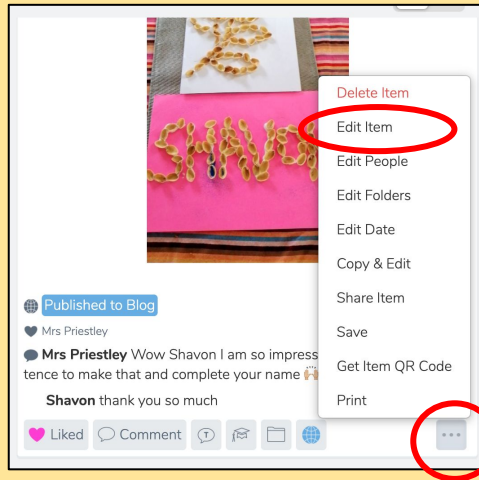 SHAVO
Delete Item
Edit Item
Edit People
Edit Folders
Edit Date
Copy & Edit
Share Item
Save
Get Item QR Code
Print
Published to Blog
Mrs Priestley
Mrs Priestley Wow Shavon I am so impress
tence to make that and complete your name
Shavon thank you so much
Liked
Comment
T